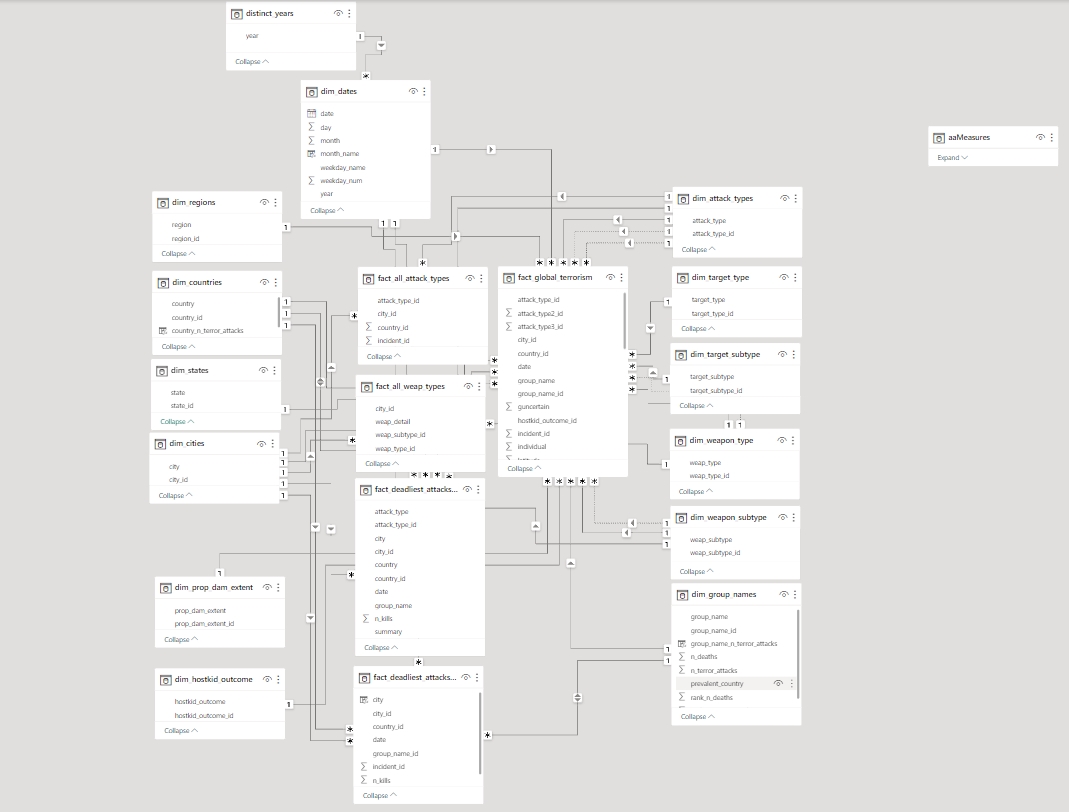 distinct_years
year
Collapse
dim_dates
date
day
month
month_name
weekday_name
weekday_num
year
Collapse
aaMeasures
Expand
dim_regions
region
region_id
Collapse
dim_attack_types
attack_type
attack_type_id
Collapse
dim_countries
country
country_id
country_n_terror_attacks
Collapse
fact_all_attack_types
attack_type_id
city_id
country_id
incident_id
Collapse
fact_global_terrorism
attack_type_id
attack_type2_id
attack_type3_id
city_id
country_id
date
group_name
group_name_id
guncertain
hostkid_outcome_id
incident_id
individual
Collapse
dim_target_type
target_type
target_type_id
Collapse
dim_states
state
state_id
Collapse
fact_all_weap_types
city_id
weap_detail
weap_subtype_id
weap_type_id
Collapse
dim_target_subtype
target_subtype
target_subtype_id
Collapse
dim_cities
city
city_id
Collapse
dim_weapon_type
weap_type
weap_type_id
Collapse
fact_deadliest_attacks...
attack_type
attack_type_id
city
city_id
country
country_id
date
group_name
n_kills
summary
Collapse
dim_weapon_subtype
weap_subtype
weap_subtype_id
Collapse
dim_prop_dam_extent
prop_dam_extent
prop_dam_extent_id
Collapse
dim_group_names
group_name
group_name_id
group_name_n_terror_attacks
n_deaths
n_terror_attacks
prevalent_country
rank_n_deaths
Collapse
dim_hostkid_outcome
hostkid_outcome
hostkid_outcome_id
Collapse
fact_deadliest_attacks...
city
city_id
country_id
date
group_name_id
incident_id
n_kills
Collapse